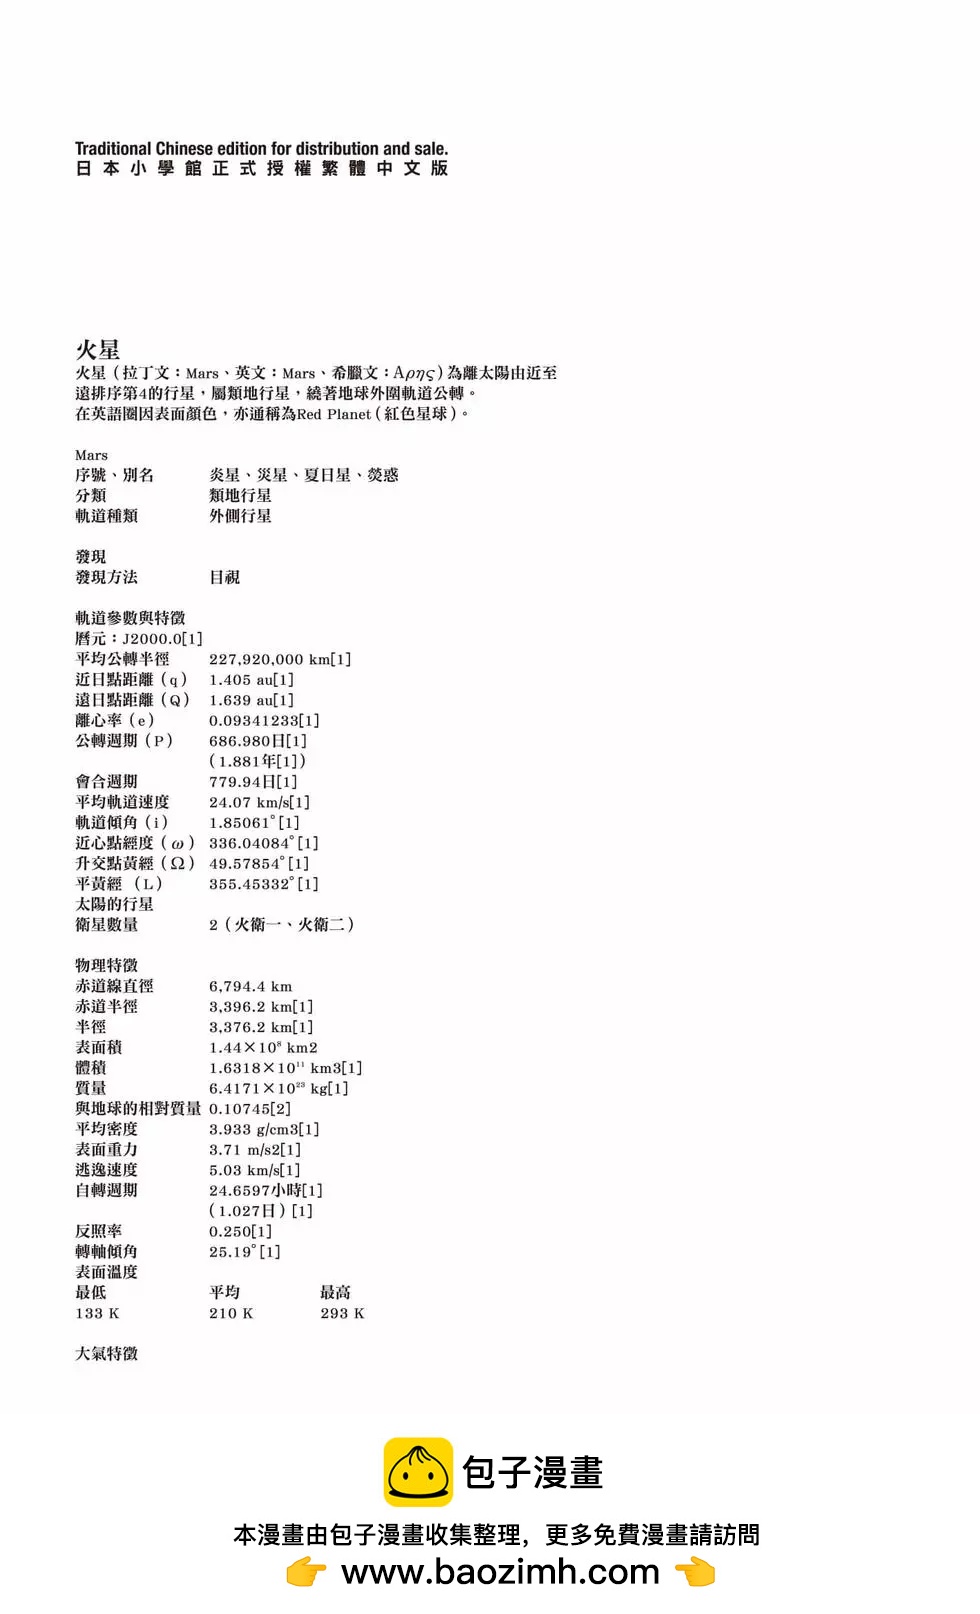 Traditional Chinese edition for distribution and sale.
日本小學館正式授權繁體中文版
火星
火星（拉丁文：Mars、英文：Mars、希臘文：Αρης）為離太陽由近至
遠排序第4的行星，屬類地行星，繞著地球外圍軌道公轉。
在英語圈因表面顏色，亦通稱為Red Planet（紅色星球）。
Mars
序號、別名 炎星、災星、夏日星、熒惑
分類 類地行星
軌道種類 外側行星
發現
發現方法 目視
軌道參數與特徵
曆元：J2000.0[1]
平均公轉半徑 227,920,000 km[1]
近日點距離（q） 1.405 au[1]
遠日點距離（Q） 1.639 au[1]
離心率（e） 0.09341233[1]
公轉週期（P） 686.980日[1]
（1.881年[1]）
會合週期 779.94日[1]
平均軌道速度 24.07 km/s[1]
軌道傾角（i） 1.85061°[1]
近心點經度（ω） 336.04084°[1]
升交點黃經（Ω） 49.57854°[1]
平黃經 （L） 355.45332°[1]
太陽的行星
衛星數量 2（火衛一、火衛二）
物理特徵
赤道線直徑 6,794.4 km
赤道半徑 3,396.2 km[1]
半徑 3,376.2 km[1]
表面積 1.44×10⁸ km2
體積 1.6318×10¹¹ km3[1]
質量 6.4171×10²³ kg[1]
與地球的相對質量 0.10745[2]
平均密度 3.933 g/cm3[1]
表面重力 3.71 m/s2[1]
逃逸速度 5.03 km/s[1]
自轉週期 24.6597小時[1]
（1.027日）[1]
反照率 0.250[1]
轉軸傾角 25.19°[1]
表面溫度
最低 平均 最高
133 K 210 K 293 K
大氣特徵
包子漫畫
本漫畫由包子漫畫收集整理，更多免費漫畫請訪問
👉 www.baozimh.com 👈